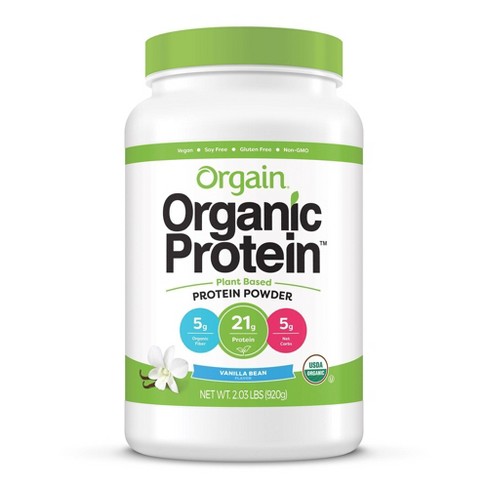 Vegan • Soy Free • Gluten Free • Non-GMO
Orgain
Organic
Protein™
Plant Based
PROTEIN POWDER
5g
Organic
Fiber
21g
Protein
5g
Net
Carbs
VANILLA BEAN
FLAVOR
USDA
ORGANIC
NET WT. 2.03 LBS (920g)